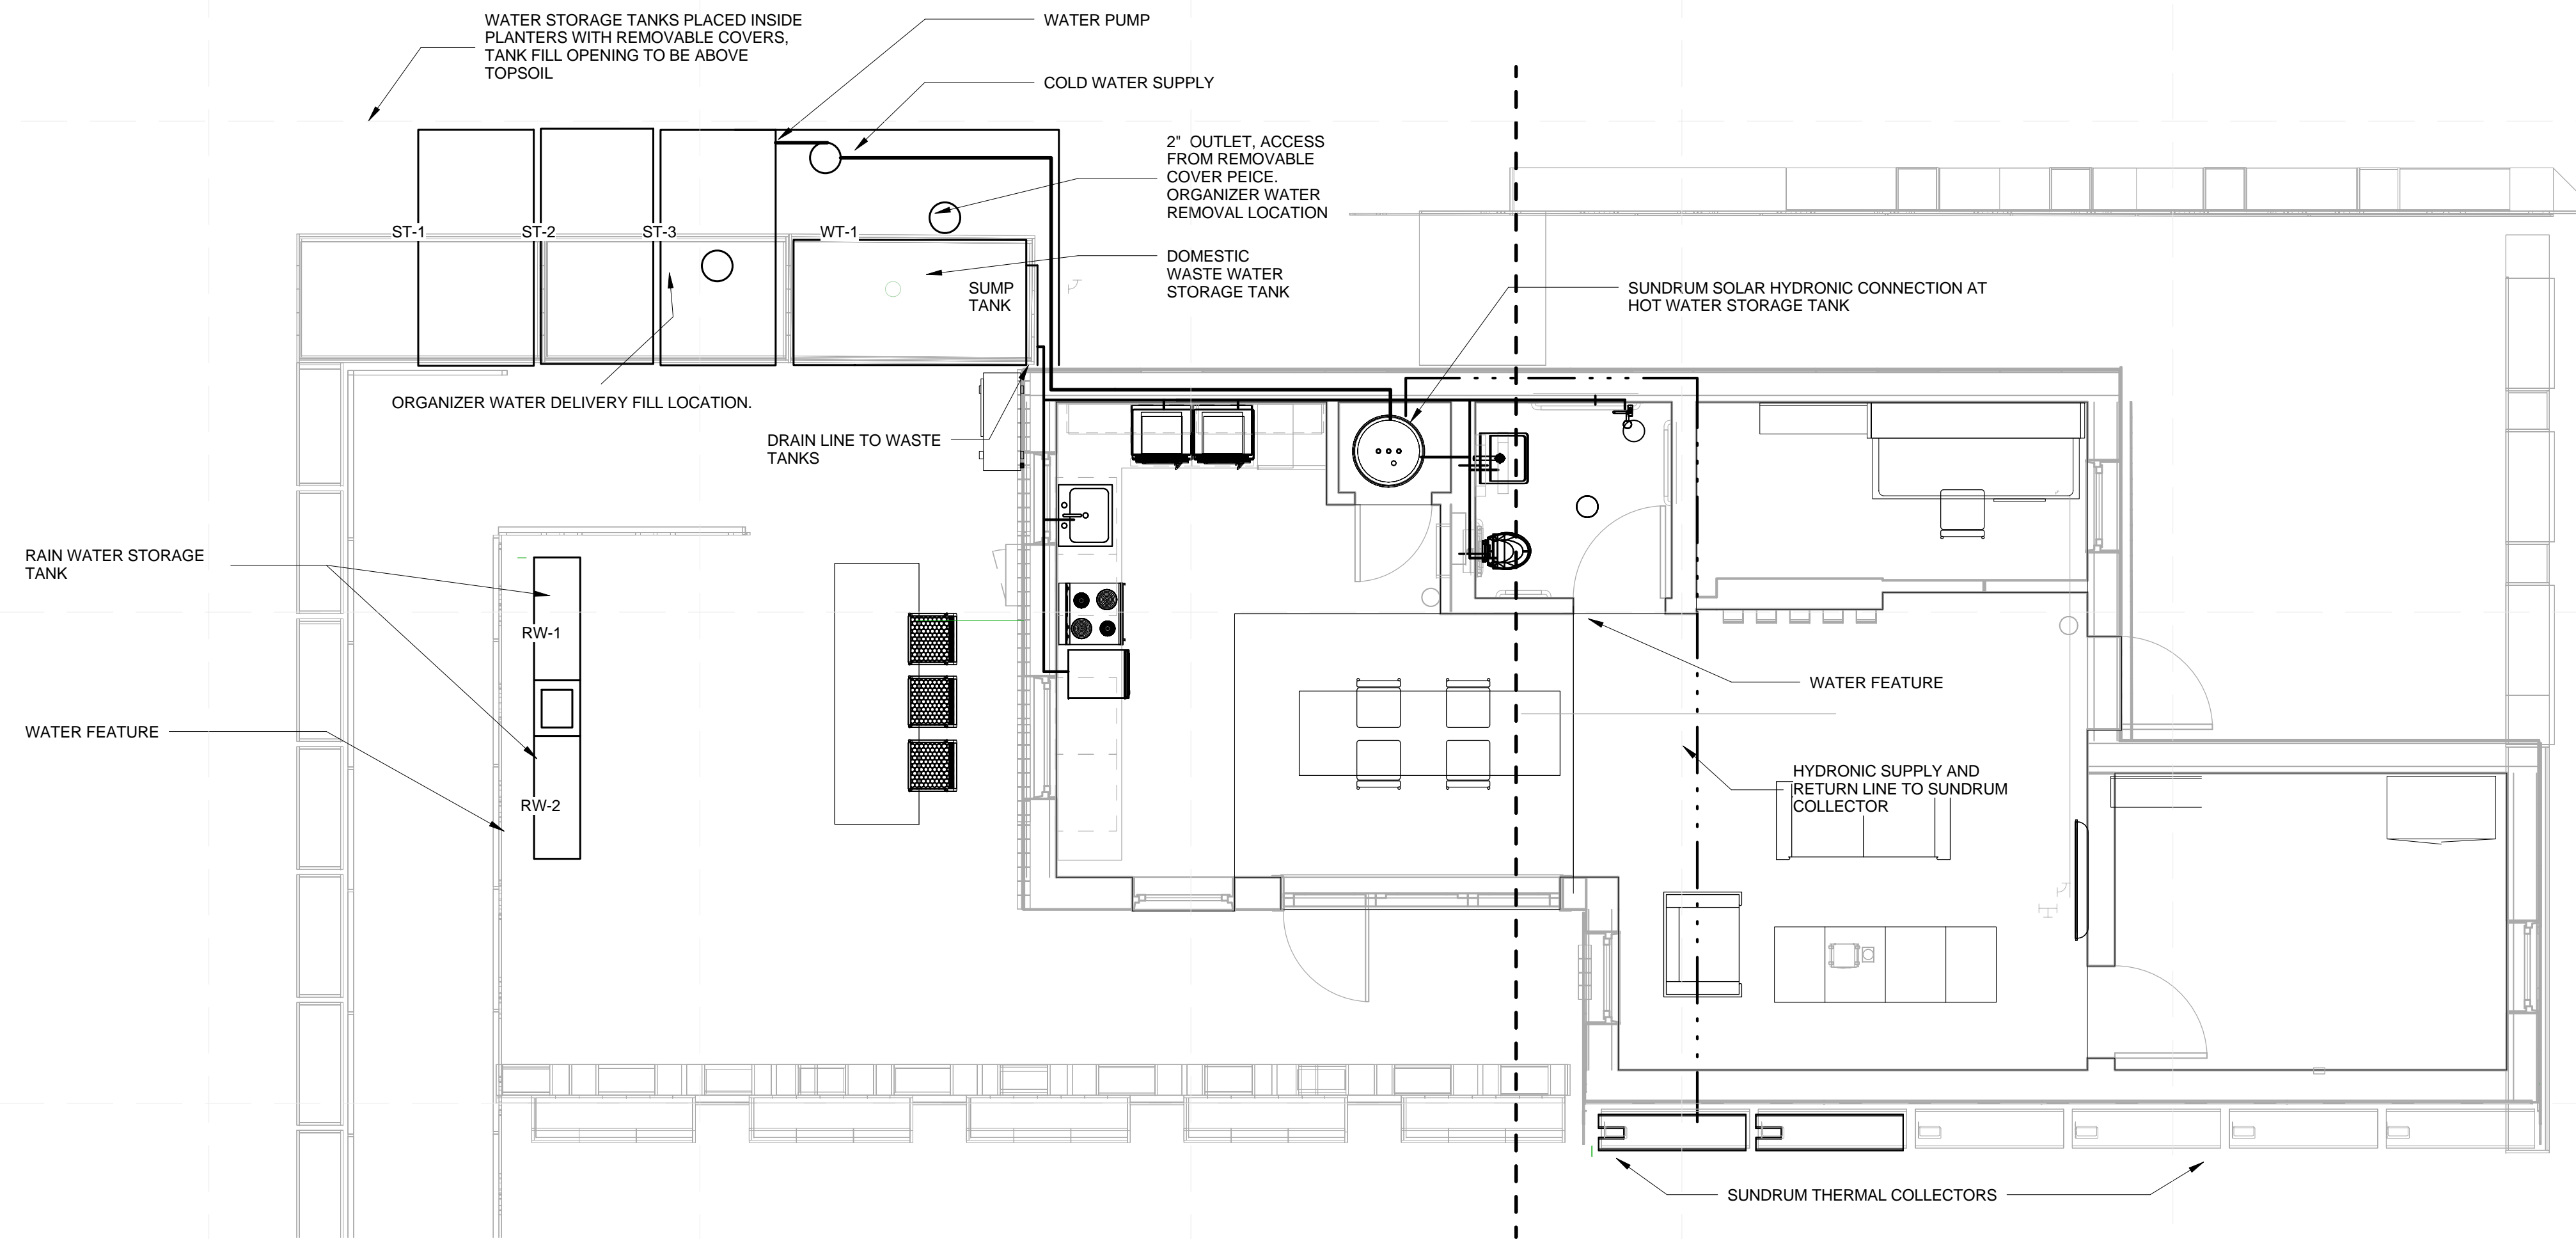 WATER STORAGE TANKS PLACED INSIDE
PLANTERS WITH REMOVABLE COVERS,
TANK FILL OPENING TO BE ABOVE
TOPSOIL
WATER PUMP
COLD WATER SUPPLY
2" OUTLET, ACCESS
FROM REMOVABLE
COVER PEICE.
ORGANIZER WATER
REMOVAL LOCATION
ST-1
ST-2
ST-3
WT-1
DOMESTIC
WASTE WATER
STORAGE TANK
SUMP
TANK
SUNDRUM SOLAR HYDRONIC CONNECTION AT
HOT WATER STORAGE TANK
ORGANIZER WATER DELIVERY FILL LOCATION.
DRAIN LINE TO WASTE
TANKS
RAIN WATER STORAGE
TANK
RW-1
WATER FEATURE
WATER FEATURE
HYDRONIC SUPPLY AND
RETURN LINE TO SUNDRUM
COLLECTOR
RW-2
SUNDRUM THERMAL COLLECTORS